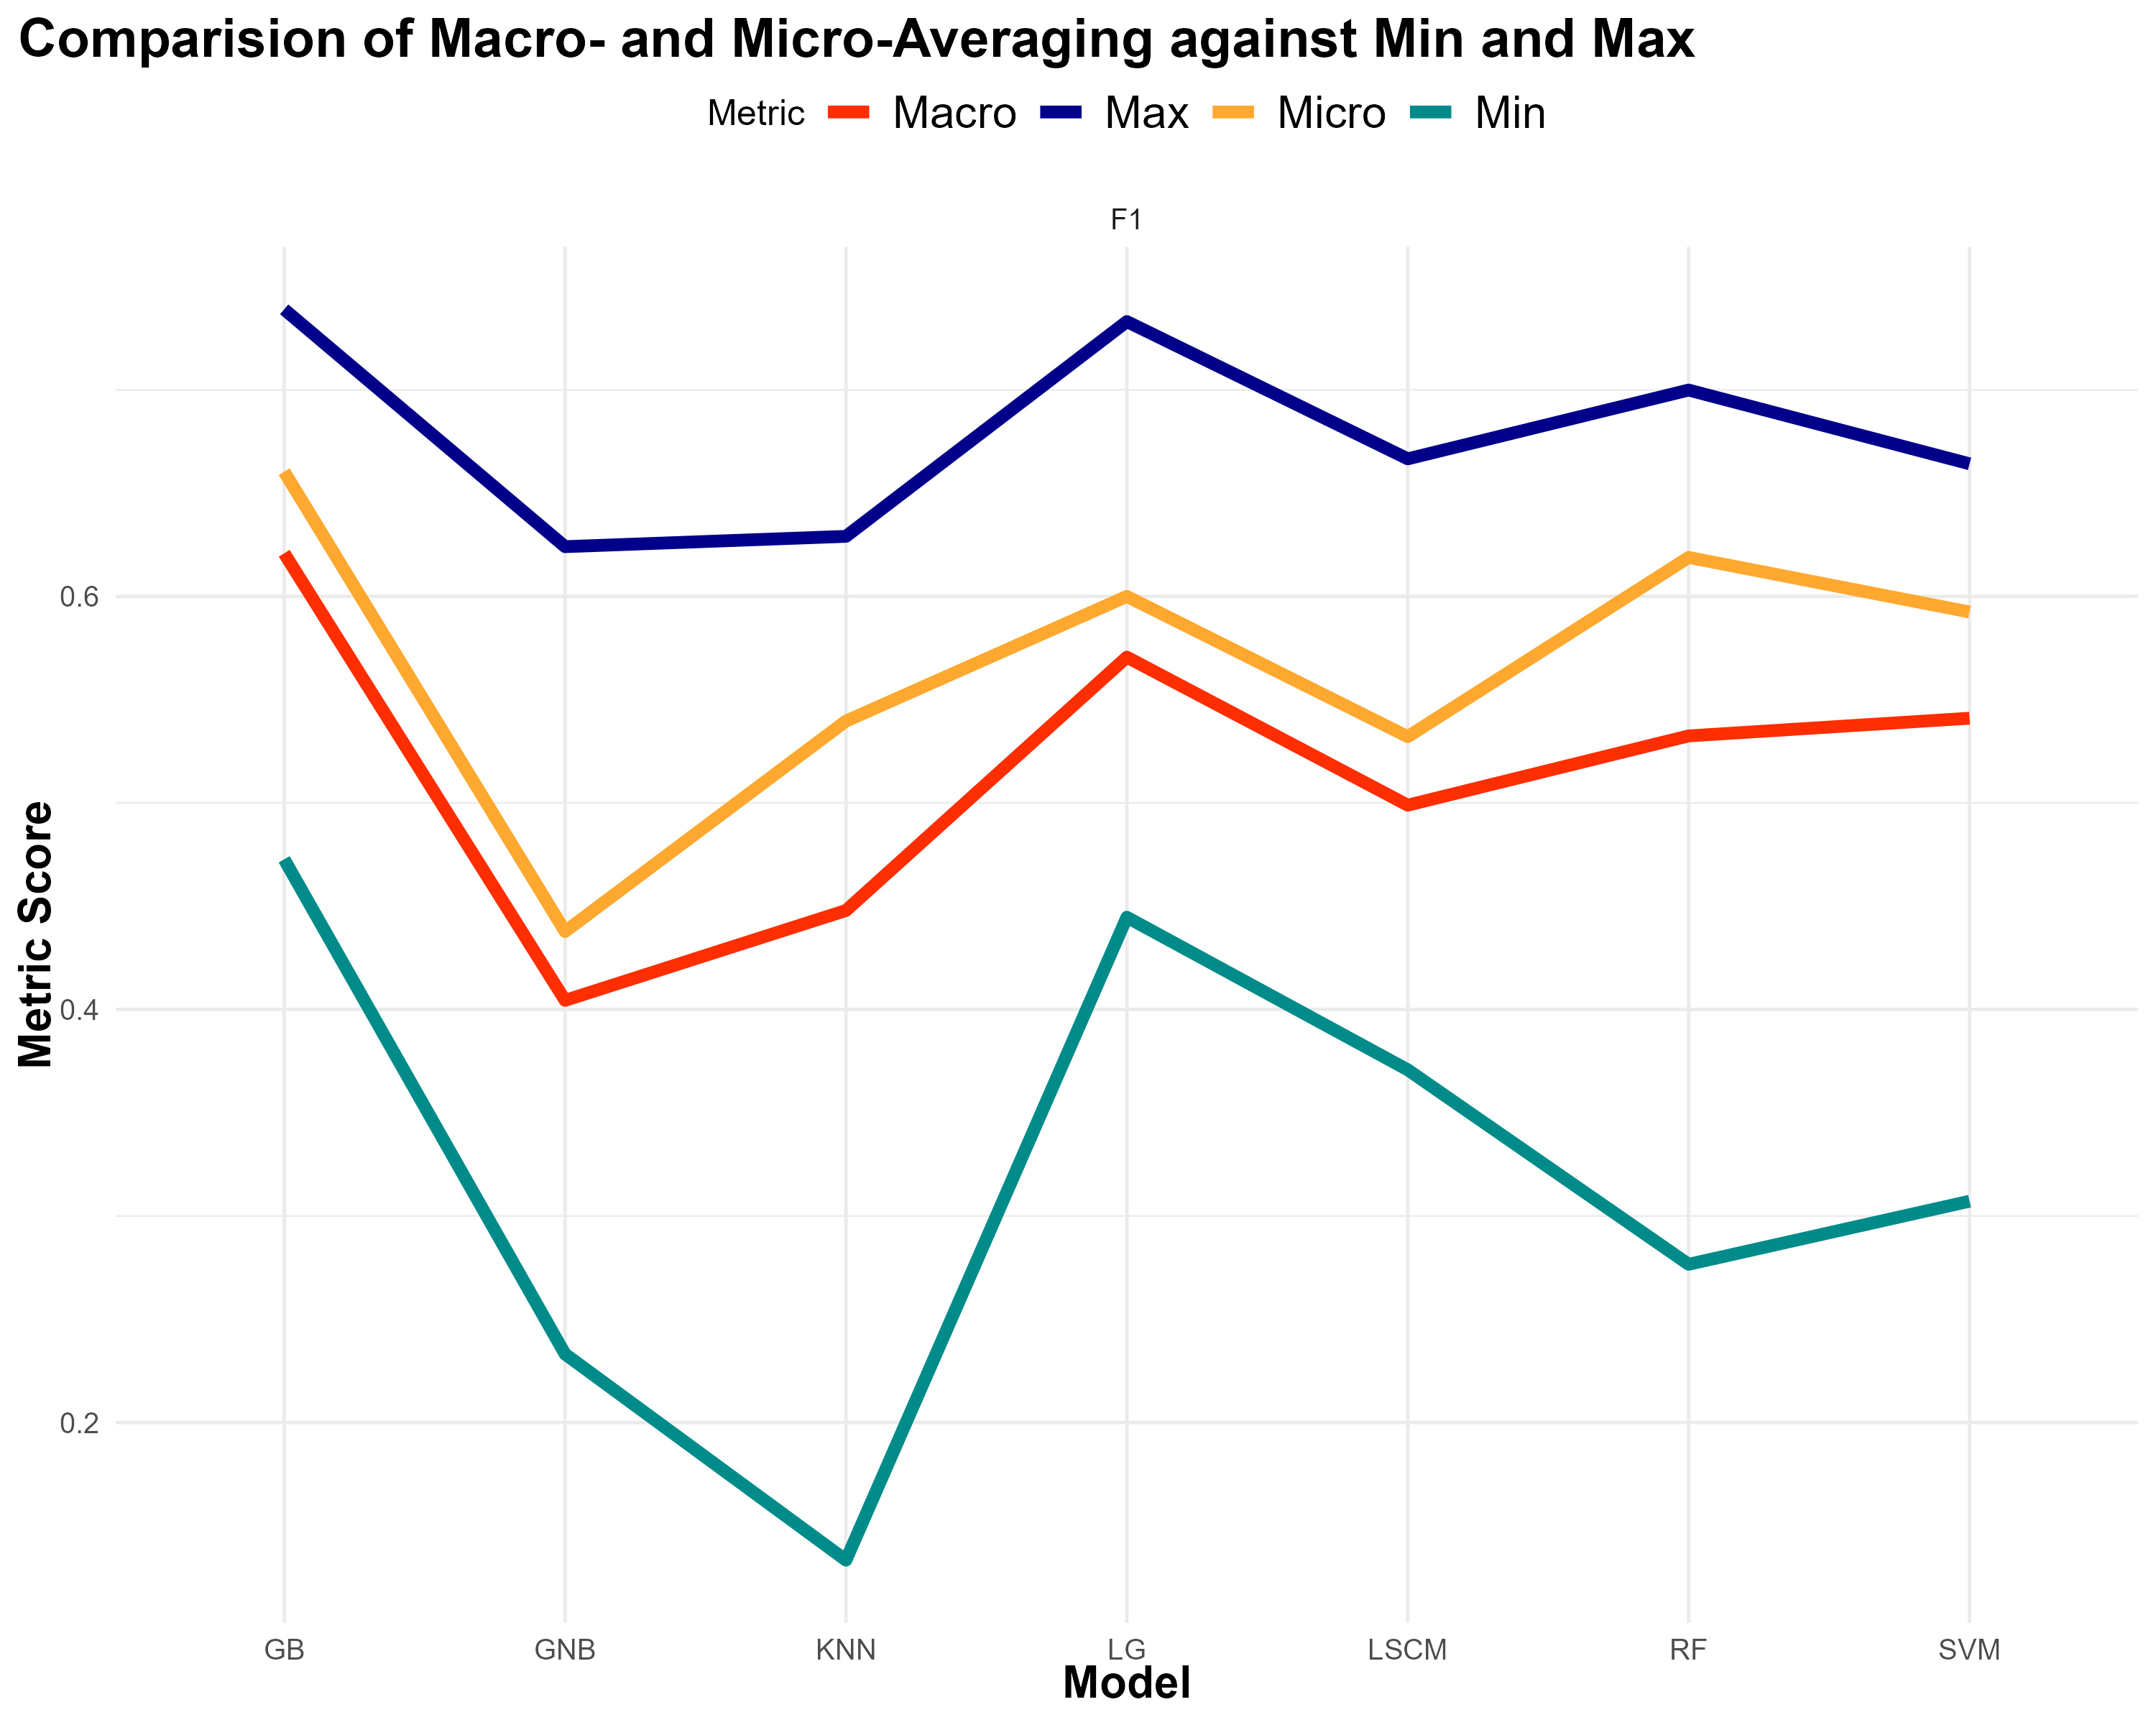 Comparision of Macro- and Micro-Averaging against Min and Max
Metric Macro Max Micro Min
F1
Metric Score
0.6
0.4
0.2
GB GNB KNN LG LSCM RF SVM
Model